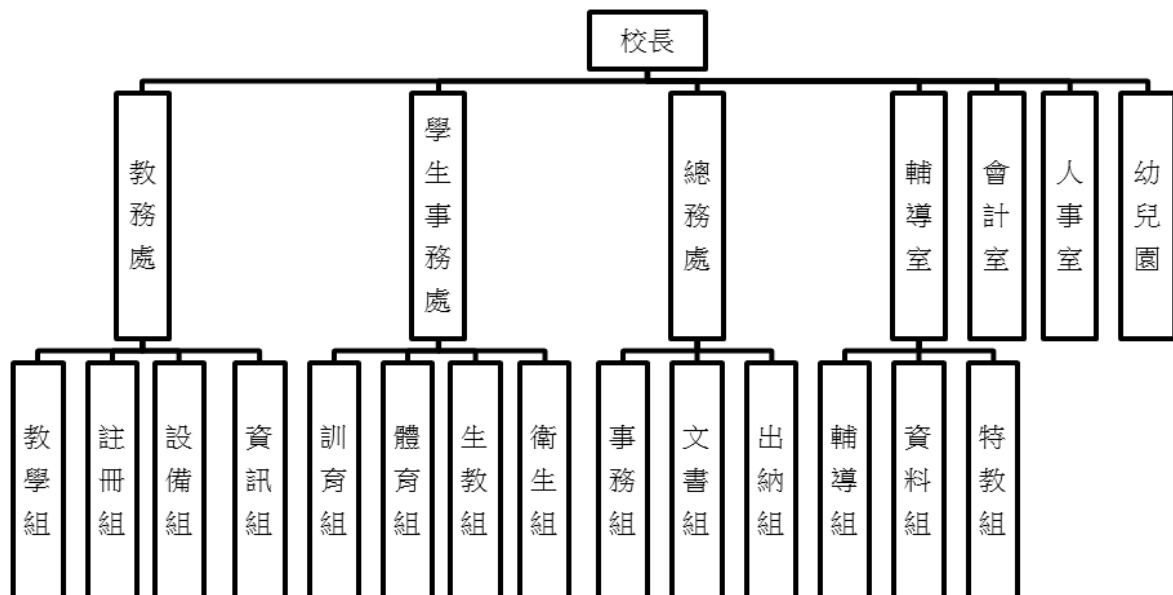 校長
教務處
學生事務處
總務處
輔導室
會計室
人事室
幼兒園
教學組
註冊組
設備組
資訊組
訓育組
體育組
生教組
衛生組
事務組
文書組
出納組
輔導組
資料組
特教組